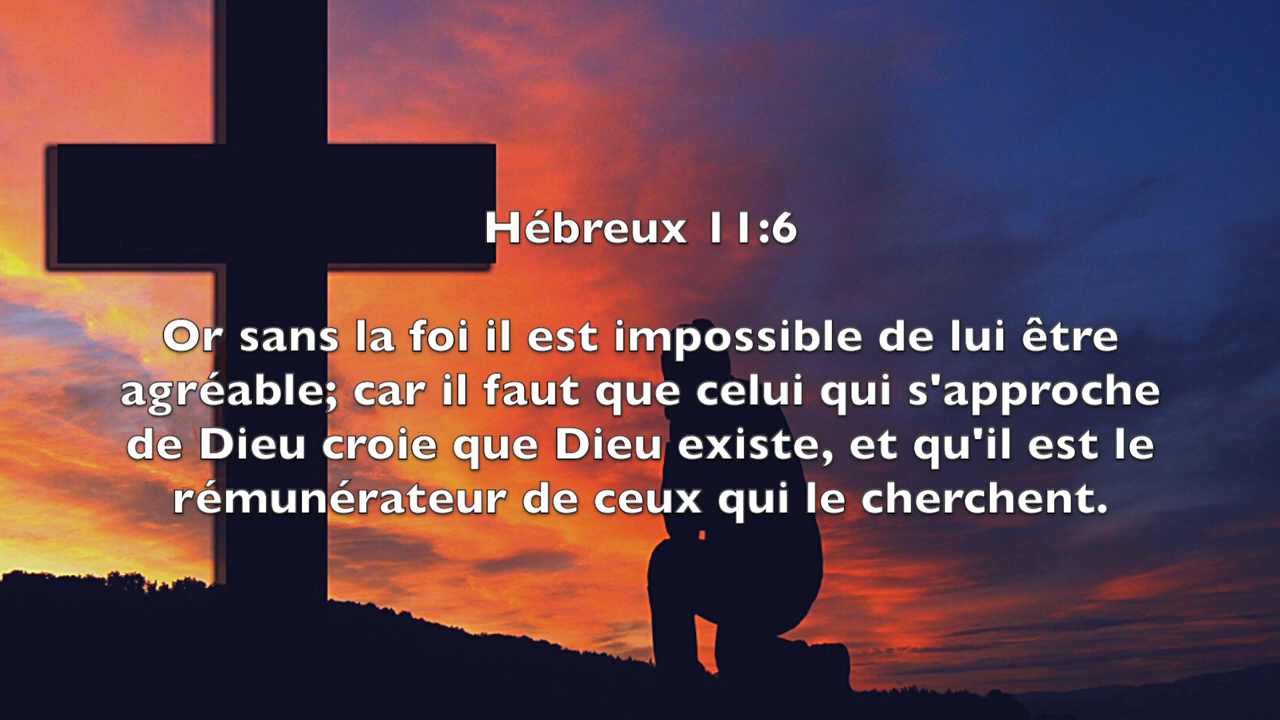 Hébreux 11:6
Or sans la foi il est impossible de lui être
agréable; car il faut que celui qui s'approche
de Dieu croie que Dieu existe, et qu'il est le
rémunérateur de ceux qui le cherchent.